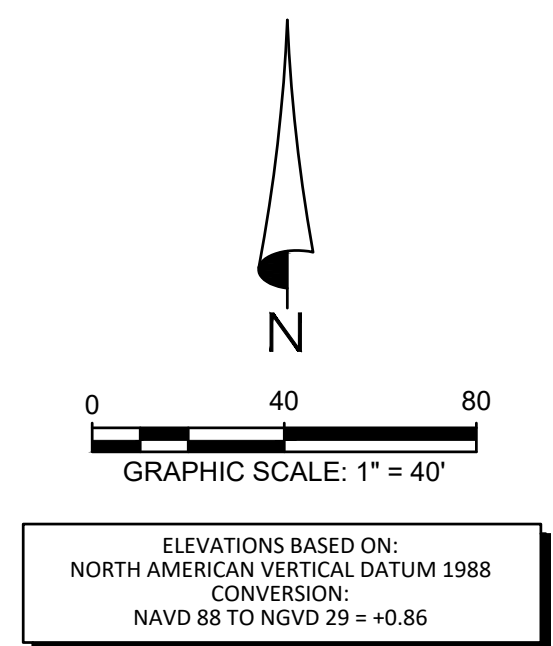 N
0 40 80
GRAPHIC SCALE: 1" = 40'
ELEVATIONS BASED ON:
NORTH AMERICAN VERTICAL DATUM 1988
CONVERSION:
NAVD 88 TO NGVD 29 = +0.86